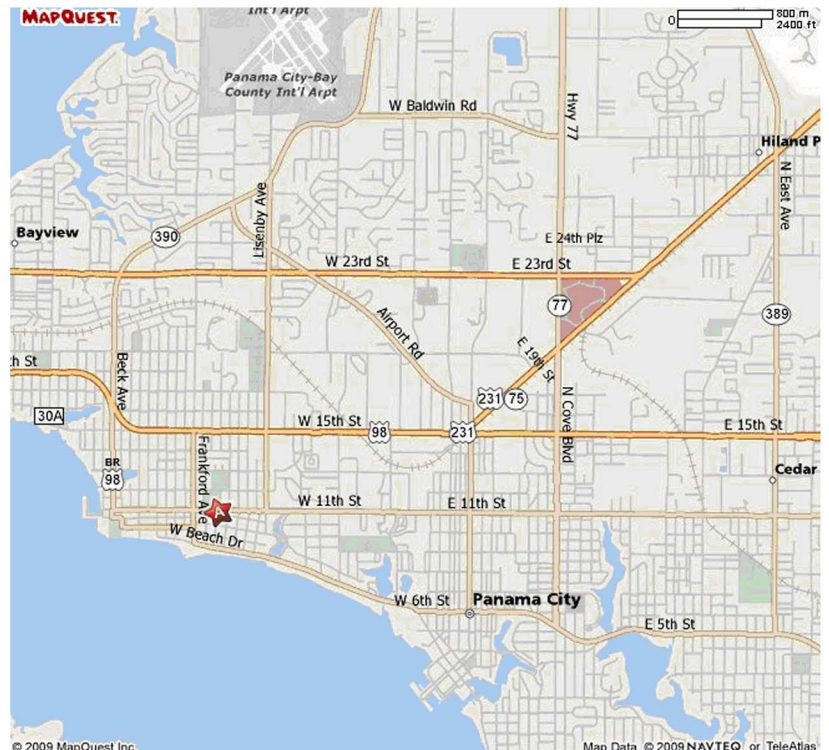 MAPQUEST
Int'l Arpt
0
800 m
2400 ft
Panama City-Bay
County Int'l Arpt
W Baldwin Rd
Hwy 77
Hiland P
N East Ave
Lisenby Ave
Bayview
390
E 24th Plz
W 23rd St
E 23rd St
77
389
Airport Rd
E 19th St
th St
Beck Ave
231
75
30A
N Cove Blvd
W 15th St
98
231
E 15th St
BR
98
Frankford Ave
Cedar
A
W 11th St
E 11th St
W Beach Dr
W 6th St
Panama City
E 5th St
© 2009 MapQuest Inc.
Map Data © 2009 NAVTEQ or TeleAtlas